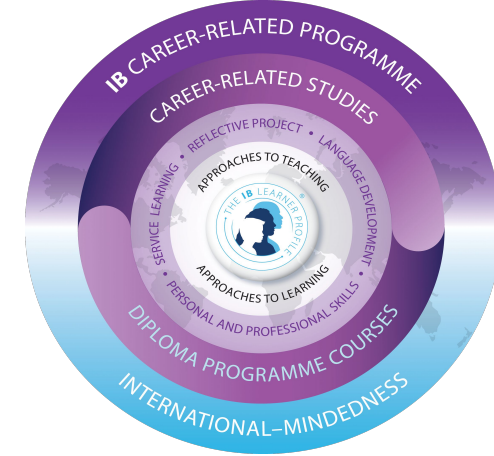 IB CAREER-RELATED PROGRAMME
CAREER-RELATED STUDIES
SERVICE LEARNING • REFLECTIVE PROJECT • LANGUAGE DEVELOPMENT •
APPROACHES TO TEACHING
THE IB LEARNER PROFILE
®
APPROACHES TO LEARNING
• PERSONAL AND PROFESSIONAL SKILLS
DIPLOMA PROGRAMME COURSES
INTERNATIONAL–MINDEDNESS